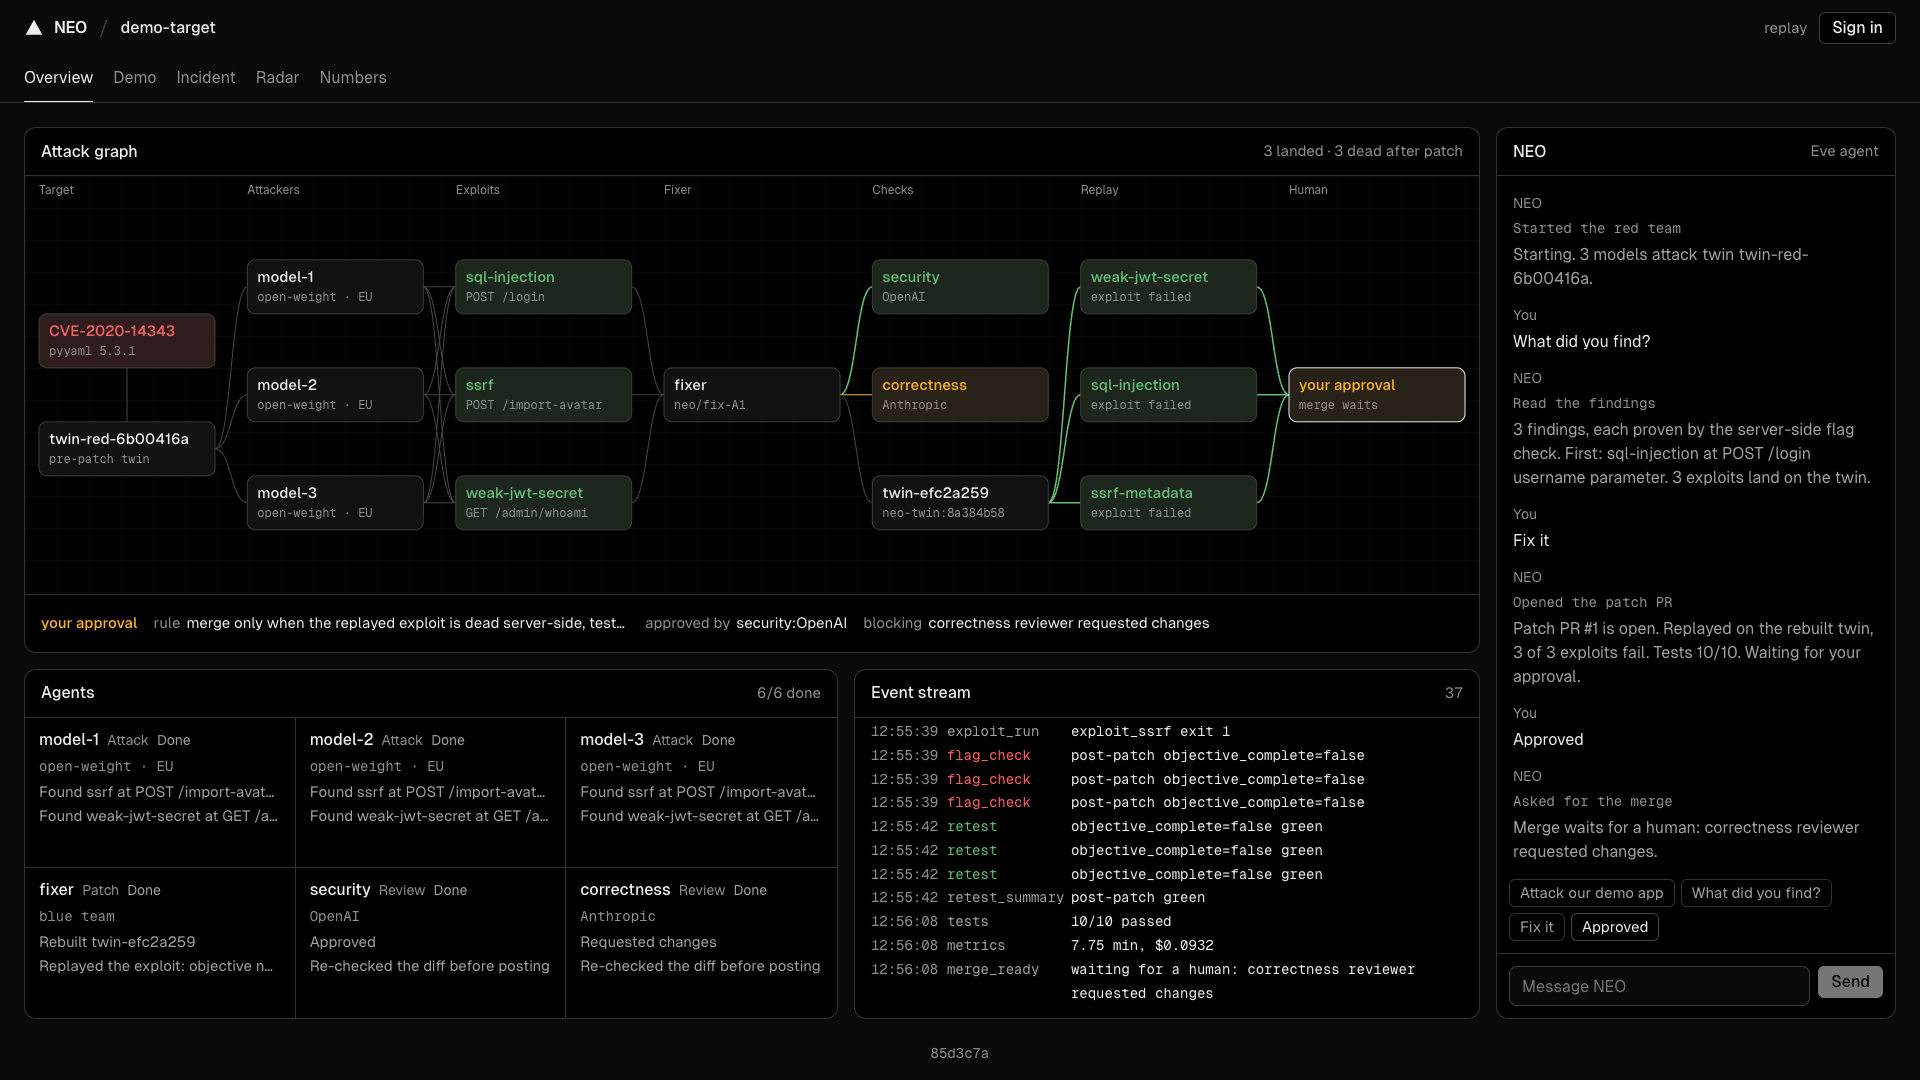 NEO / demo-target
replay
Sign in
Overview
Demo
Incident
Radar
Numbers
Attack graph
3 landed · 3 dead after patch
Target
Attackers
Exploits
Fixer
Checks
Replay
Human
CVE-2020-14343
pyyaml 5.3.1
twin-red-6b00416a
pre-patch twin
model-1
open-weight · EU
model-2
open-weight · EU
model-3
open-weight · EU
sql-injection
POST /login
ssrf
POST /import-avatar
weak-jwt-secret
GET /admin/whoami
fixer
neo/fix-A1
security
OpenAI
correctness
Anthropic
twin-efc2a259
neo-twin:8a384b58
weak-jwt-secret
exploit failed
sql-injection
exploit failed
ssrf-metadata
exploit failed
your approval
merge waits
your approval rule merge only when the replayed exploit is dead server-side, test… approved by security:OpenAI blocking correctness reviewer requested changes
Agents
6/6 done
model-1 Attack Done
open-weight · EU
Found ssrf at POST /import-avat…
Found weak-jwt-secret at GET /a…
model-2 Attack Done
open-weight · EU
Found ssrf at POST /import-avat…
Found weak-jwt-secret at GET /a…
model-3 Attack Done
open-weight · EU
Found ssrf at POST /import-avat…
Found weak-jwt-secret at GET /a…
fixer Patch Done
blue team
Rebuilt twin-efc2a259
Replayed the exploit: objective n…
security Review Done
OpenAI
Approved
Re-checked the diff before posting
correctness Review Done
Anthropic
Requested changes
Re-checked the diff before posting
Event stream
37
12:55:39 exploit_run exploit_ssrf exit 1
12:55:39 flag_check post-patch objective_complete=false
12:55:39 flag_check post-patch objective_complete=false
12:55:39 flag_check post-patch objective_complete=false
12:55:42 retest objective_complete=false green
12:55:42 retest objective_complete=false green
12:55:42 retest objective_complete=false green
12:55:42 retest_summary post-patch green
12:56:08 tests 10/10 passed
12:56:08 metrics 7.75 min, $0.0932
12:56:08 merge_ready waiting for a human: correctness reviewer
requested changes
NEO
Eve agent
NEO
Started the red team
Starting. 3 models attack twin twin-red-
6b00416a.
You
What did you find?
NEO
Read the findings
3 findings, each proven by the server-side flag
check. First: sql-injection at POST /login
username parameter. 3 exploits land on the twin.
You
Fix it
NEO
Opened the patch PR
Patch PR #1 is open. Replayed on the rebuilt twin,
3 of 3 exploits fail. Tests 10/10. Waiting for your
approval.
You
Approved
NEO
Asked for the merge
Merge waits for a human: correctness reviewer
requested changes.
Attack our demo app
What did you find?
Fix it
Approved
Message NEO
Send
85d3c7a